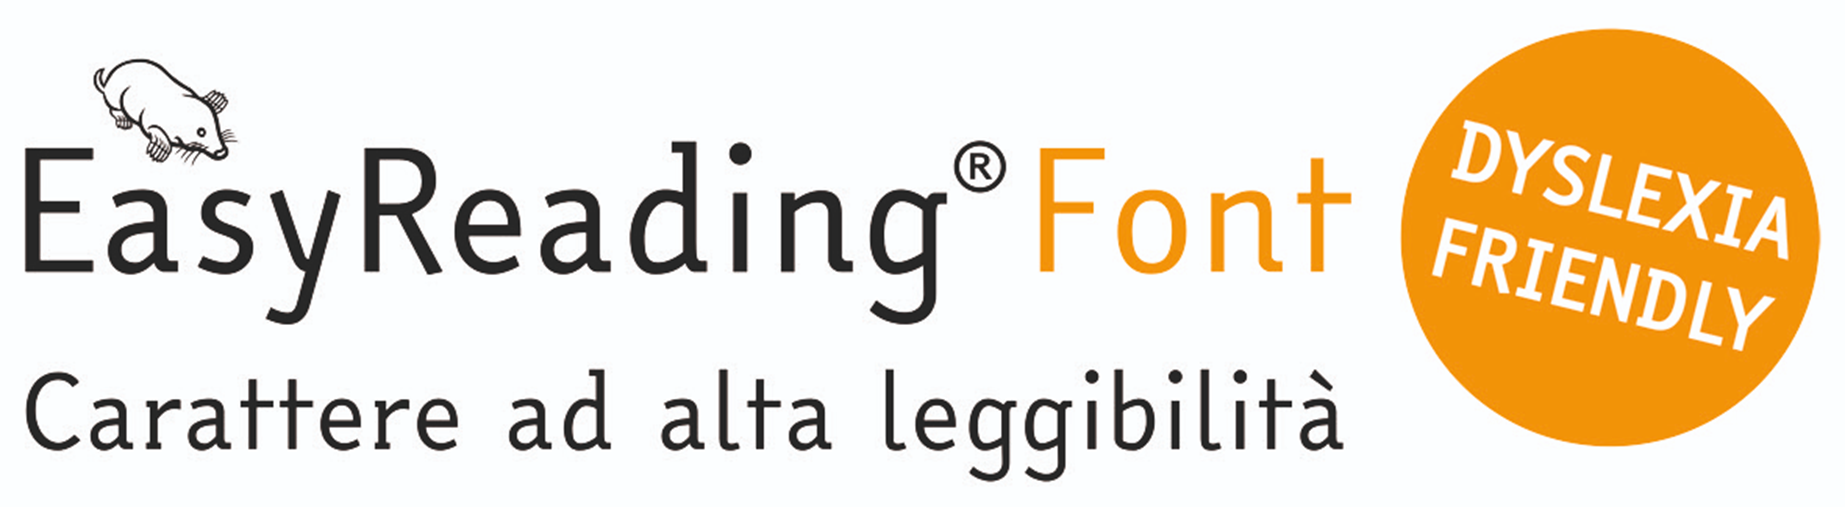 EasyReading® Font
Carattere ad alta leggibilità
DYSLEXIA
FRIENDLY